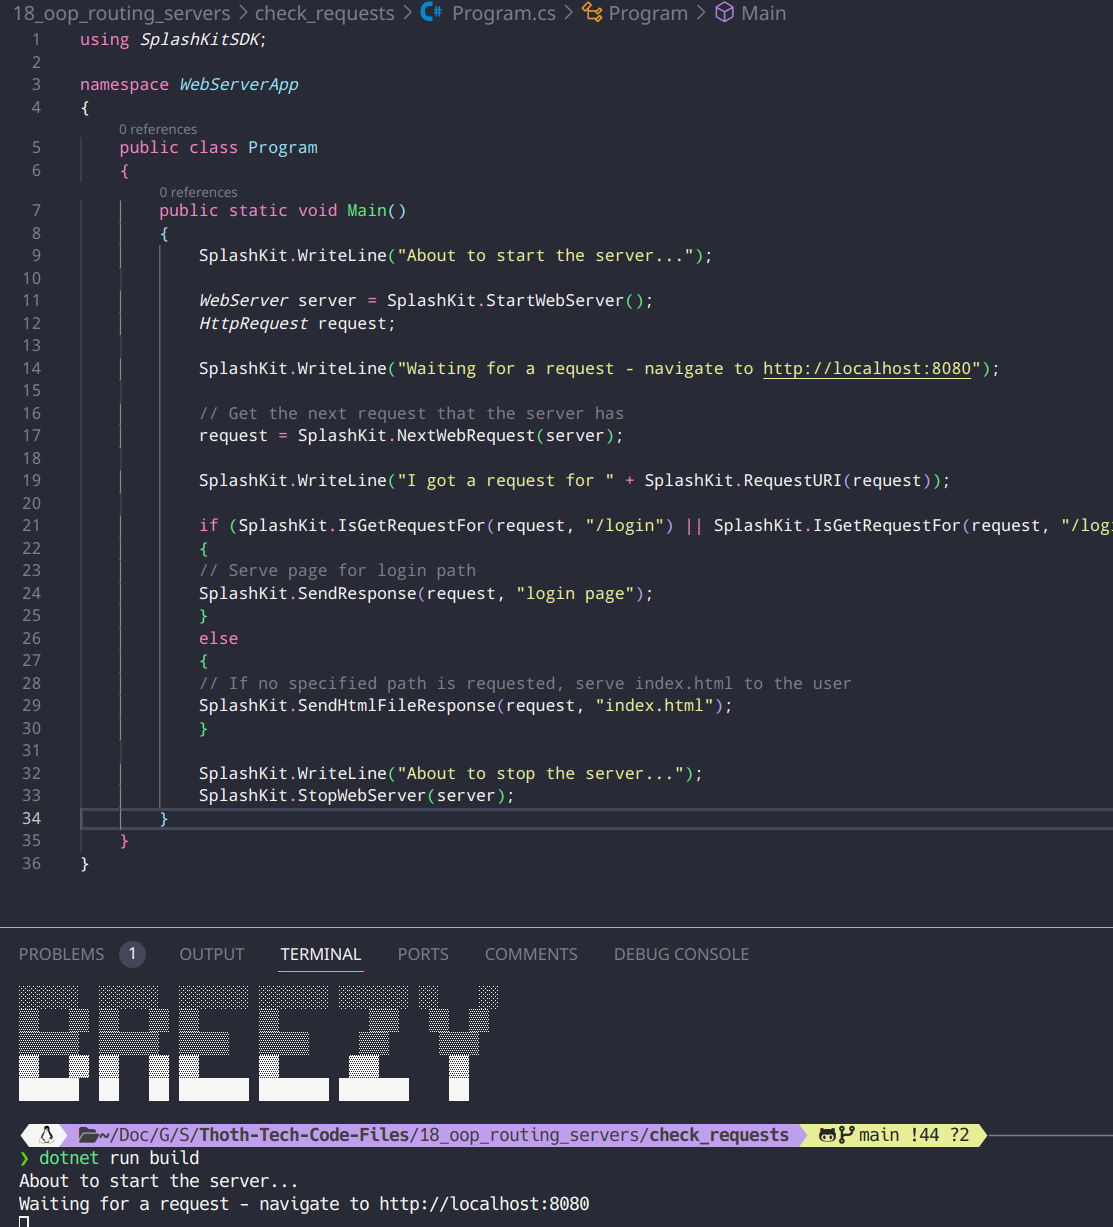 18_oop_routing_servers > check_requests > C# Program.cs > Program > Main
1 using SplashKitSDK;
2
3 namespace WebServerApp
4 {
0 references
5 public class Program
6 {
0 references
7 public static void Main()
8 {
9 SplashKit.WriteLine("About to start the server...");
10
11 WebServer server = SplashKit.StartWebServer();
12 HttpRequest request;
13
14 SplashKit.WriteLine("Waiting for a request - navigate to http://localhost:8080");
15
16 // Get the next request that the server has
17 request = SplashKit.NextWebRequest(server);
18
19 SplashKit.WriteLine("I got a request for " + SplashKit.RequestURI(request));
20
21 if (SplashKit.IsGetRequestFor(request, "/login") || SplashKit.IsGetRequestFor(request, "/logi
22 {
23 // Serve page for login path
24 SplashKit.SendResponse(request, "login page");
25 }
26 else
27 {
28 // If no specified path is requested, serve index.html to the user
29 SplashKit.SendHtmlFileResponse(request, "index.html");
30 }
31
32 SplashKit.WriteLine("About to stop the server...");
33 SplashKit.StopWebServer(server);
34 }
35 }
36 }
PROBLEMS 1 OUTPUT TERMINAL PORTS COMMENTS DEBUG CONSOLE
BREEZY
~/Doc/G/S/Thoth-Tech-Code-Files/18_oop_routing_servers/check_requests main !44 ?2
❯ dotnet run build
About to start the server...
Waiting for a request - navigate to http://localhost:8080